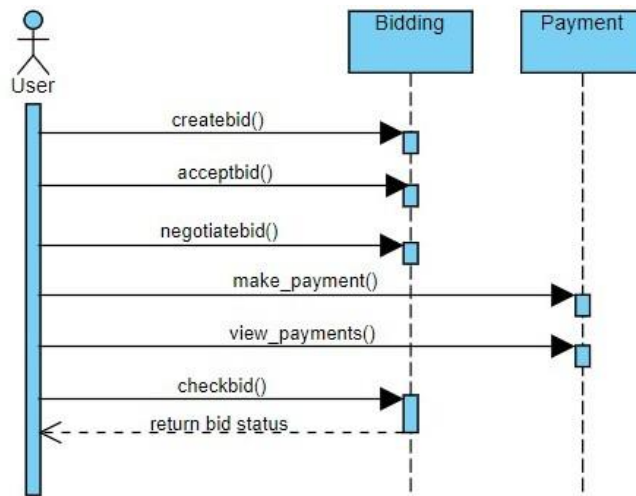 Bidding
Payment
User
createbid()
acceptbid()
negotiatebid()
make_payment()
view_payments()
checkbid()
return bid status